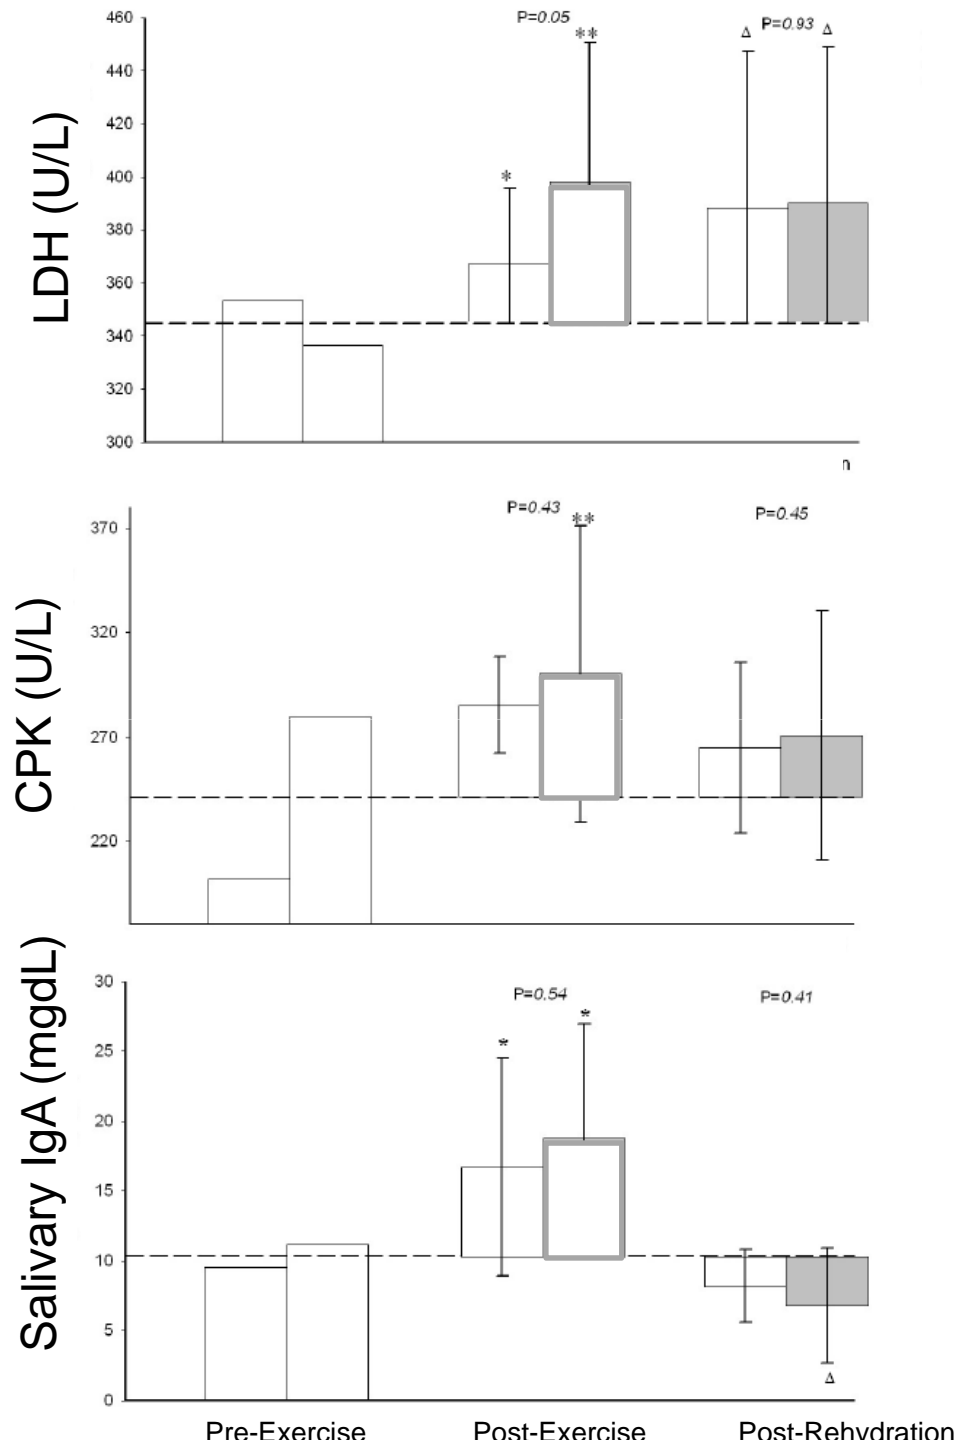 LDH (U/L)
460
440
420
400
380
360
340
320
300
P=0.05
**
*
Δ P=0.93 Δ
n
CPK (U/L)
370
320
270
220
P=0.43
**
P=0.45
Salivary IgA (mgdL)
30
25
20
15
10
5
0
P=0.54
*
*
P=0.41
Δ
Pre-Exercise Post-Exercise Post-Rehydration